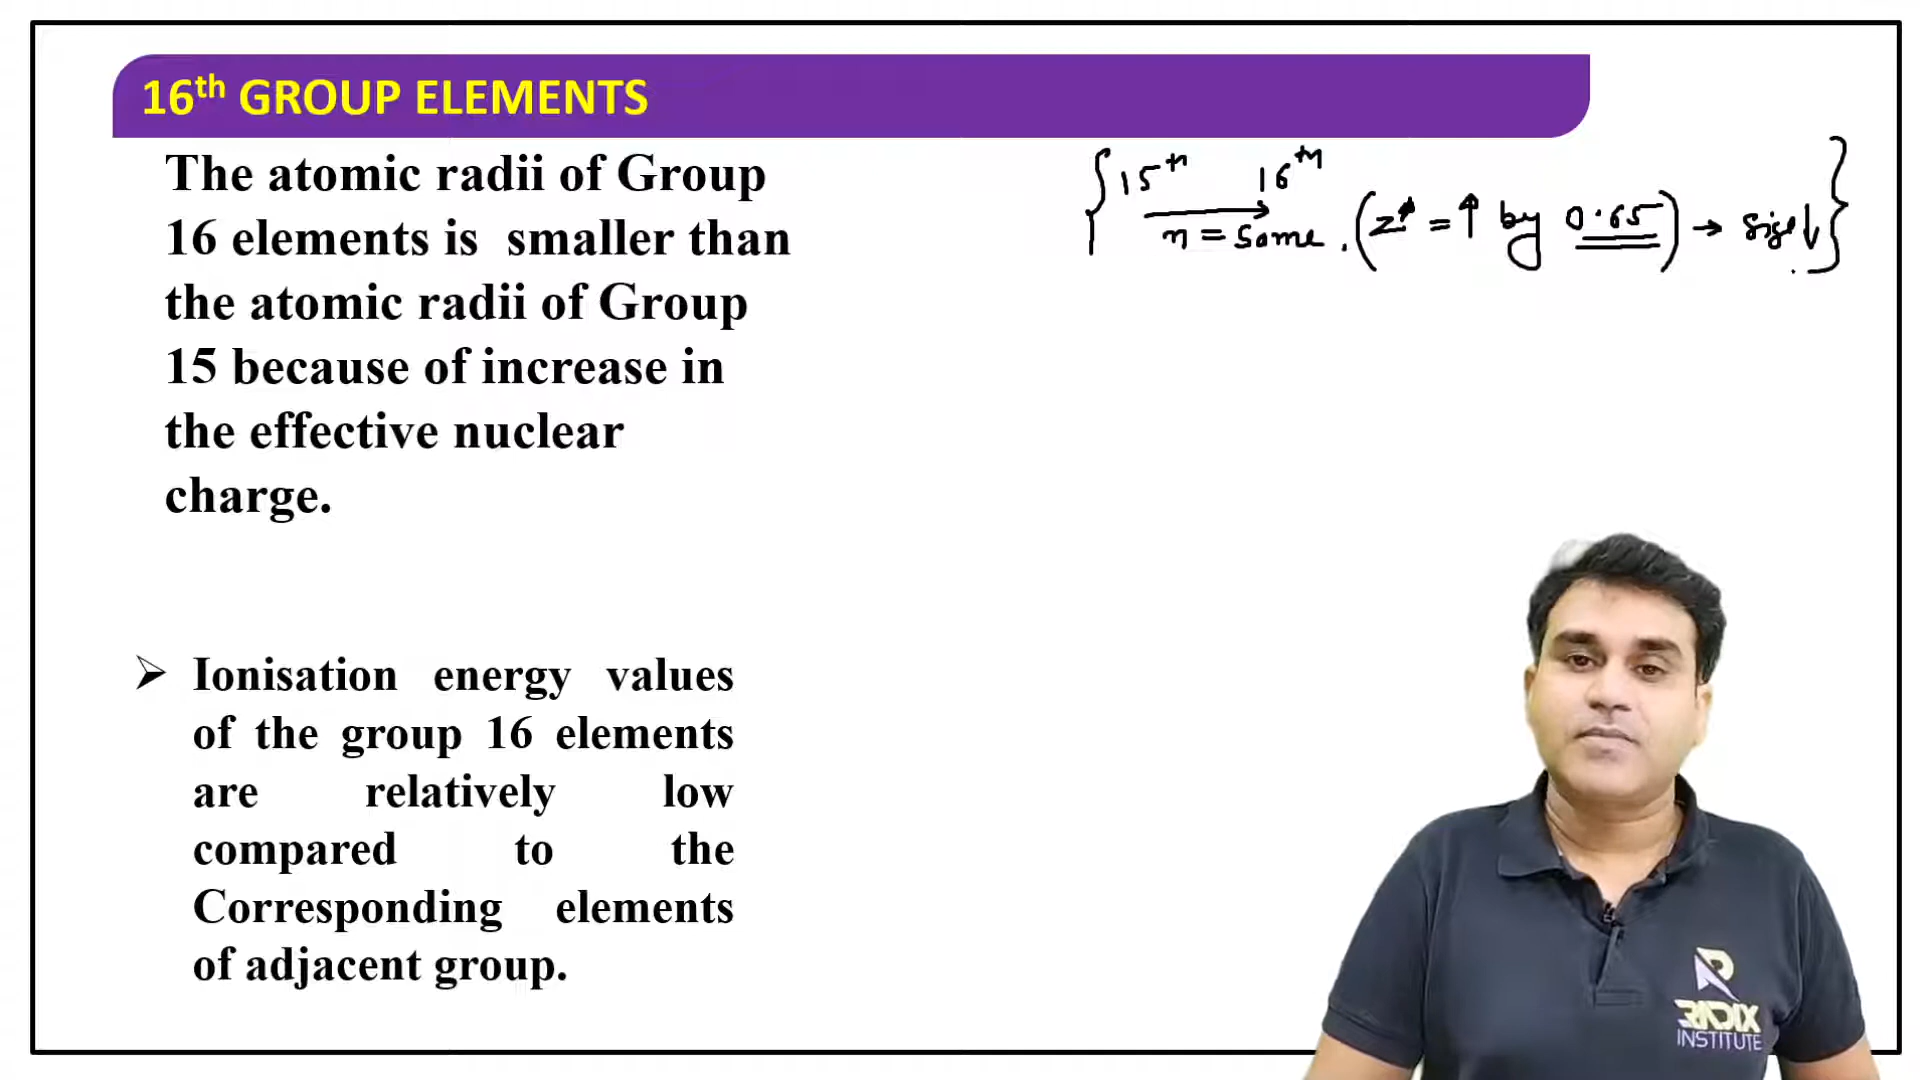 16th GROUP ELEMENTS
The atomic radii of Group
16 elements is smaller than
the atomic radii of Group
15 because of increase in
the effective nuclear
charge.
15th 16th
n = Same . (Z* = ↑ by 0.65) → Size↓
➢ Ionisation energy values
of the group 16 elements
are relatively low
compared to the
Corresponding elements
of adjacent group.
RADIX
INSTITUTE